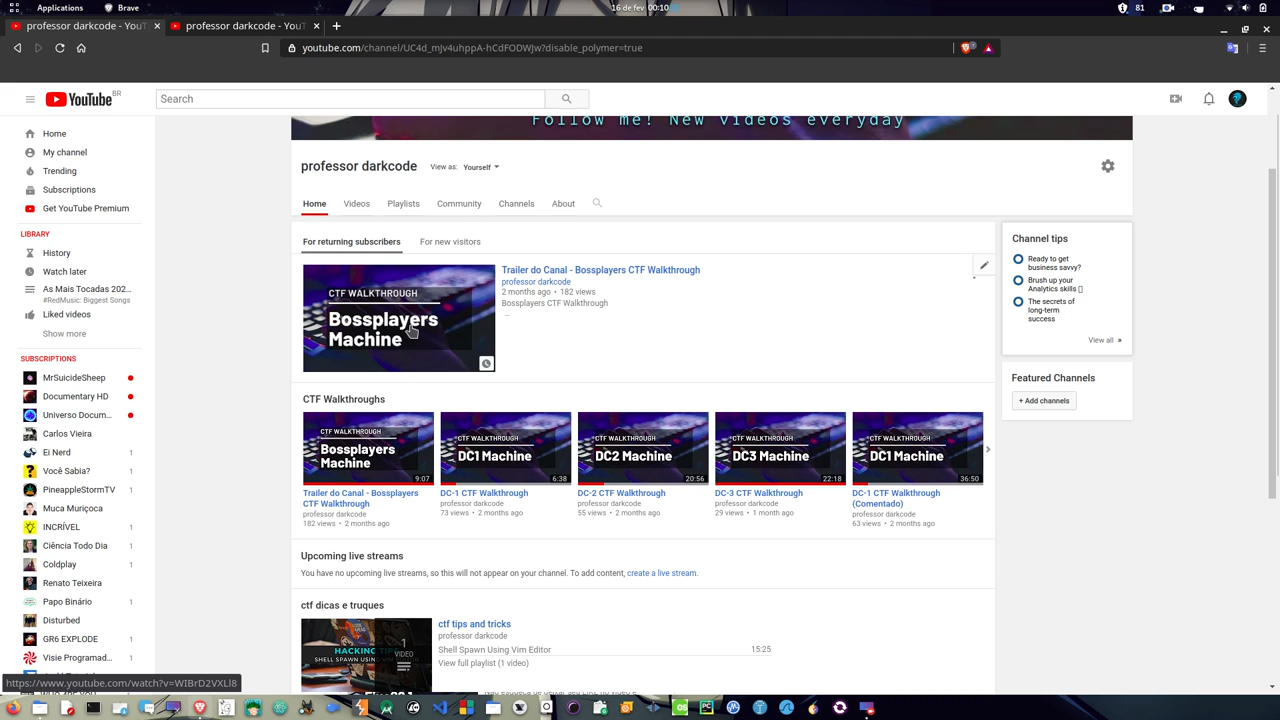 Applications
Brave
16 de fev 00:10
81
professor darkcode - YouT
professor darkcode - YouT
youtube.com/channel/UC4d_mJv4uhppA-hCdFODWJw?disable_polymer=true
YouTube BR
Search
Follow me! New videos everyday
Home
My channel
Trending
Subscriptions
Get YouTube Premium
LIBRARY
History
Watch later
As Mais Tocadas 202...
#RedMusic: Biggest Songs
Liked videos
Show more
SUBSCRIPTIONS
MrSuicideSheep
Documentary HD
Universo Docum...
Carlos Vieira
Ei Nerd 1
Você Sabia? 1
PineappleStormTV 1
Muca Muriçoca
INCRÍVEL 1
Ciência Todo Dia 1
Coldplay 1
Renato Teixeira
Papo Binário 1
Disturbed
GR6 EXPLODE 1
Visie Programad... 1
professor darkcode
View as: Yourself
Home Videos Playlists Community Channels About
For returning subscribers For new visitors
CTF WALKTHROUGH
Bossplayers
Machine
Trailer do Canal - Bossplayers CTF Walkthrough
professor darkcode
2 months ago • 182 views
Bossplayers CTF Walkthrough
...
CTF Walkthroughs
CTF WALKTHROUGH
Bossplayers
Machine
9:07
Trailer do Canal - Bossplayers
CTF Walkthrough
professor darkcode
182 views • 2 months ago
CTF WALKTHROUGH
DC1 Machine
6:38
DC-1 CTF Walkthrough
professor darkcode
73 views • 2 months ago
CTF WALKTHROUGH
DC2 Machine
20:56
DC-2 CTF Walkthrough
professor darkcode
55 views • 2 months ago
CTF WALKTHROUGH
DC3 Machine
22:18
DC-3 CTF Walkthrough
professor darkcode
29 views • 1 month ago
CTF WALKTHROUGH
DC1 Machine
36:50
DC-1 CTF Walkthrough
(Comentado)
professor darkcode
63 views • 2 months ago
Upcoming live streams
You have no upcoming live streams, so this will not appear on your channel. To add content, create a live stream.
ctf dicas e truques
HACKING TIPS
SHELL SPAWN USING VIM EDITOR
1
VIDEO
ctf tips and tricks
professor darkcode
Shell Spawn Using Vim Editor 15:25
View full playlist (1 video)
Channel tips
Ready to get
business savvy?
Brush up your
Analytics skills
The secrets of
long-term
success
View all »
Featured Channels
+ Add channels
https://www.youtube.com/watch?v=WIBrD2VXLl8